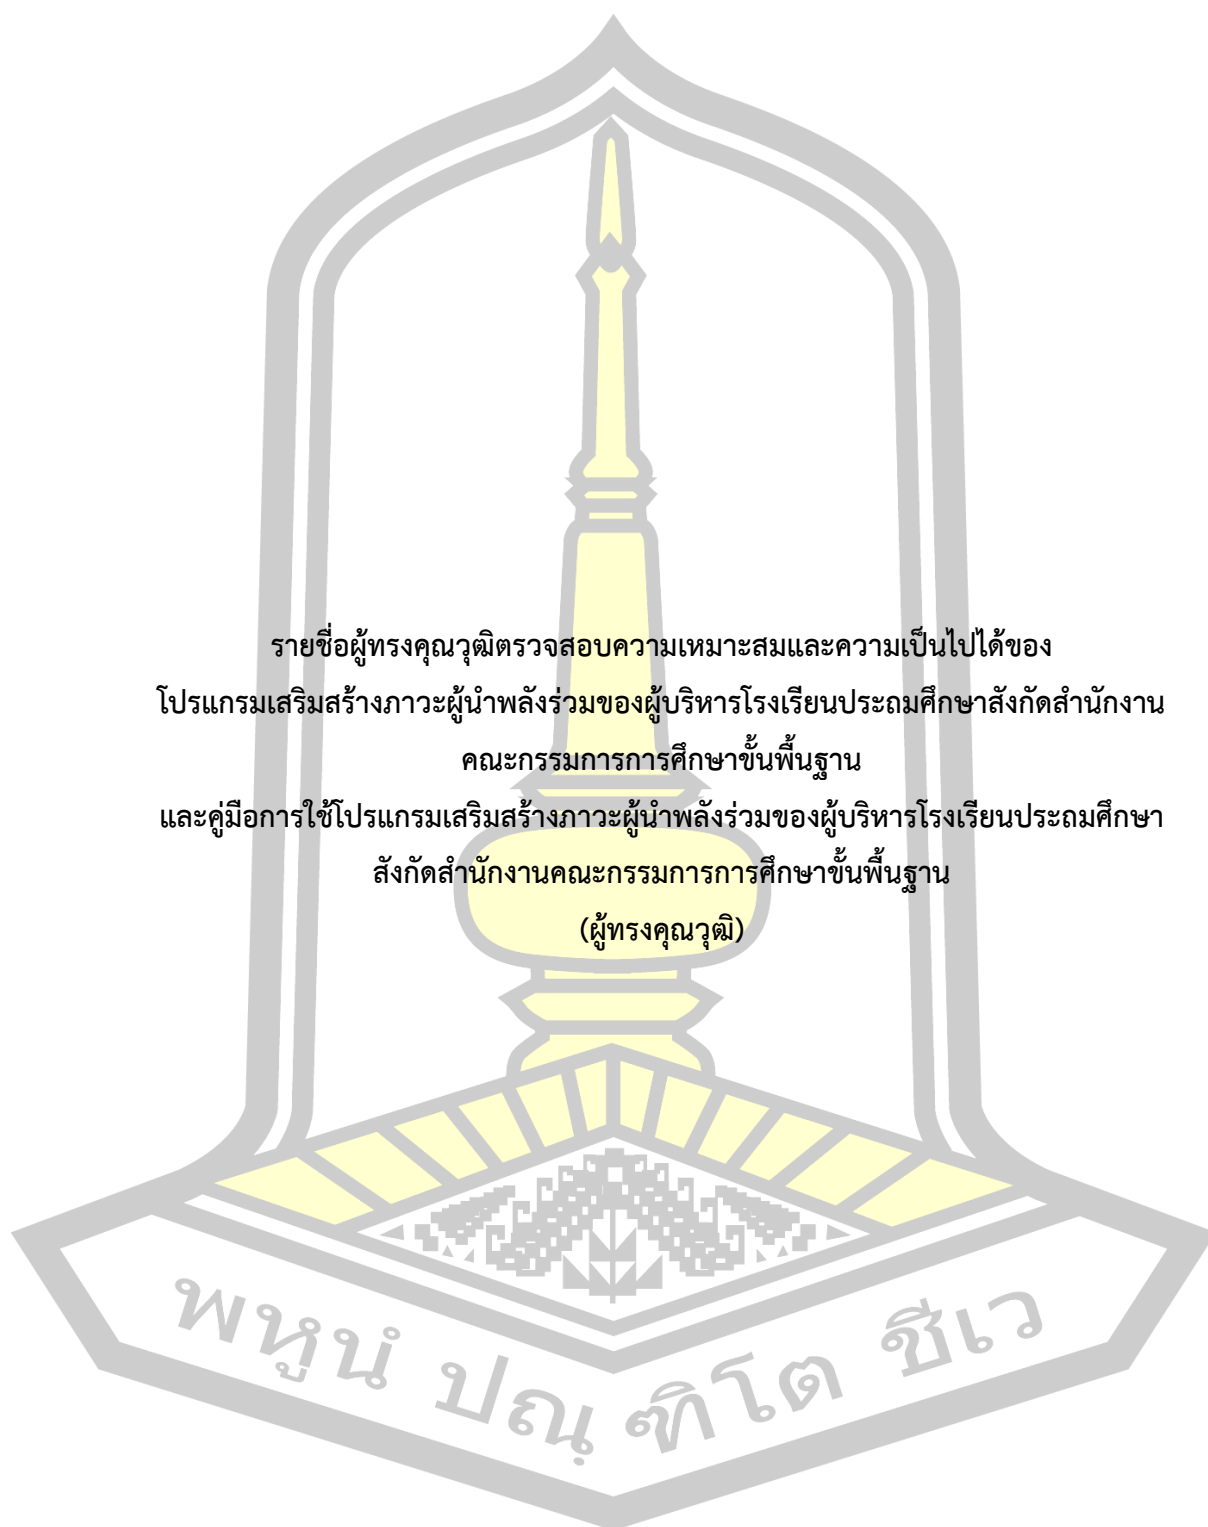 รายชื่อผู้ทรงคุณวุฒิตรวจสอบความเหมาะสมและความเป็นไปได้ของ
โปรแกรมเสริมสร้างภาวะผู้นำพลังร่วมของผู้บริหารโรงเรียนประถมศึกษาสังกัดสำนักงาน
คณะกรรมการการศึกษาขั้นพื้นฐาน
และคู่มือการใช้โปรแกรมเสริมสร้างภาวะผู้นำพลังร่วมของผู้บริหารโรงเรียนประถมศึกษา
สังกัดสำนักงานคณะกรรมการการศึกษาขั้นพื้นฐาน
(ผู้ทรงคุณวุฒิ)
พหูนํ ปณฺ ฑิโต ชีเว